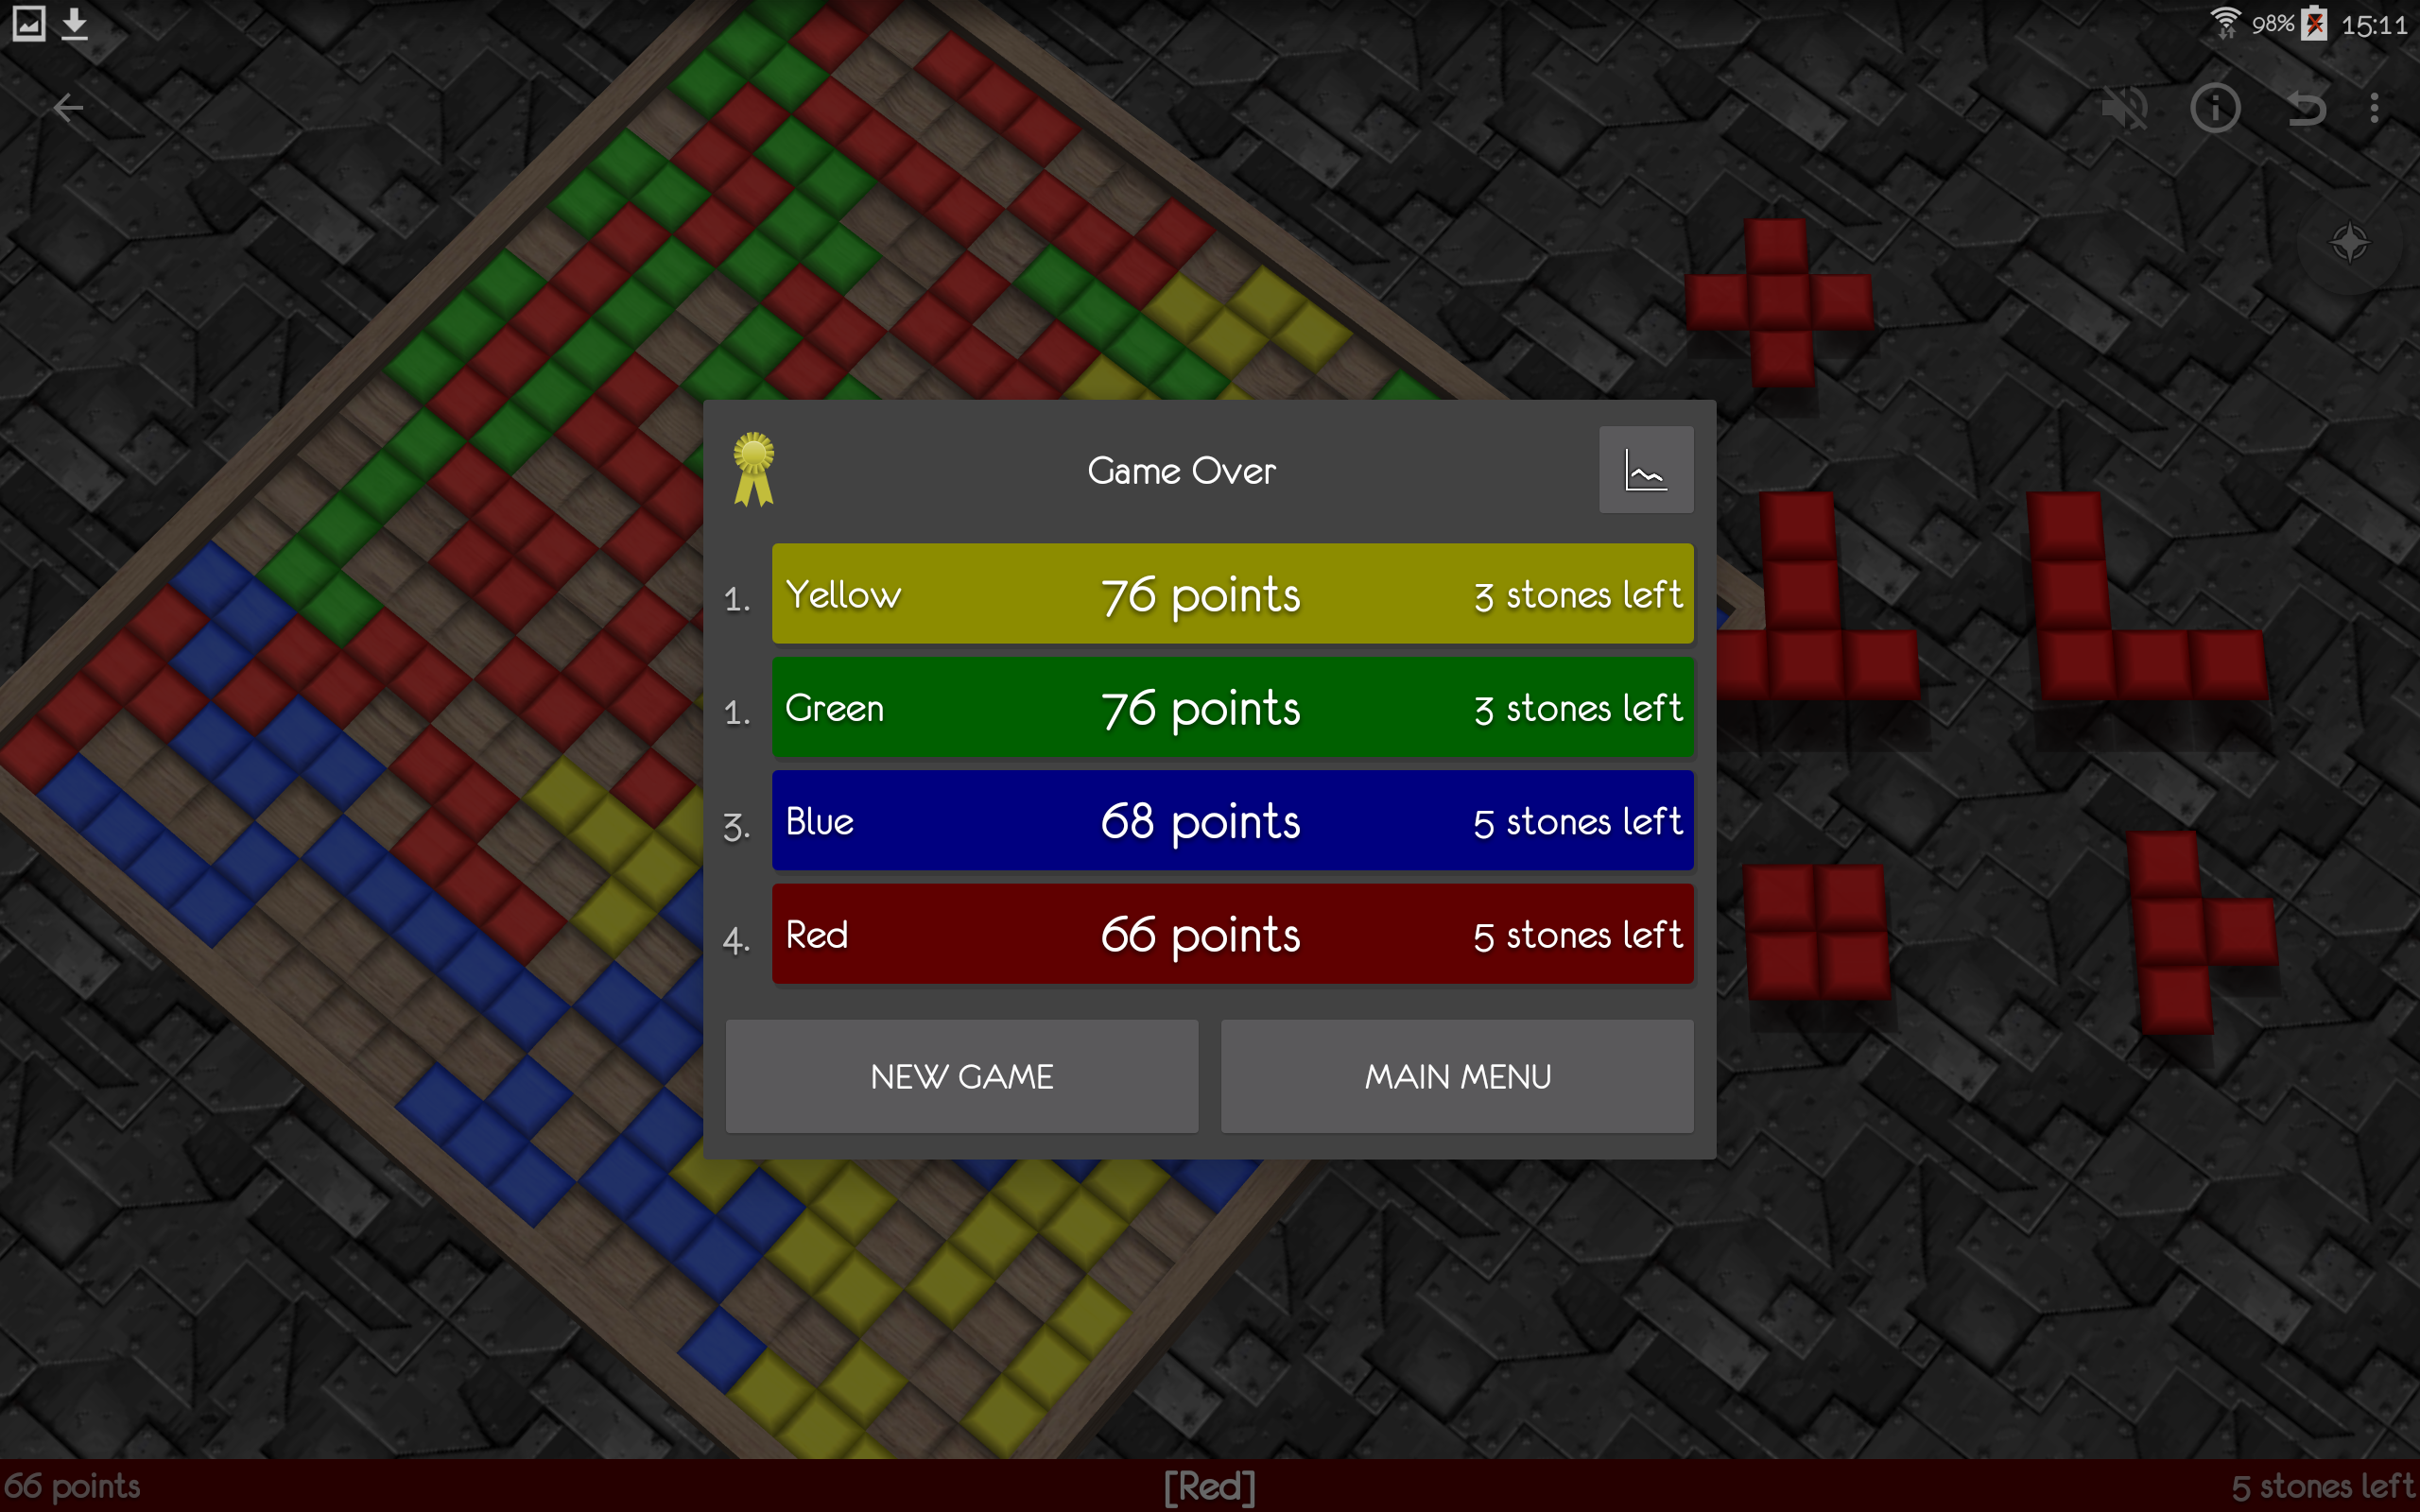 98% 15:11
Game Over
1. Yellow 76 points 3 stones left
1. Green 76 points 3 stones left
3. Blue 68 points 5 stones left
4. Red 66 points 5 stones left
NEW GAME MAIN MENU
66 points [Red] 5 stones left